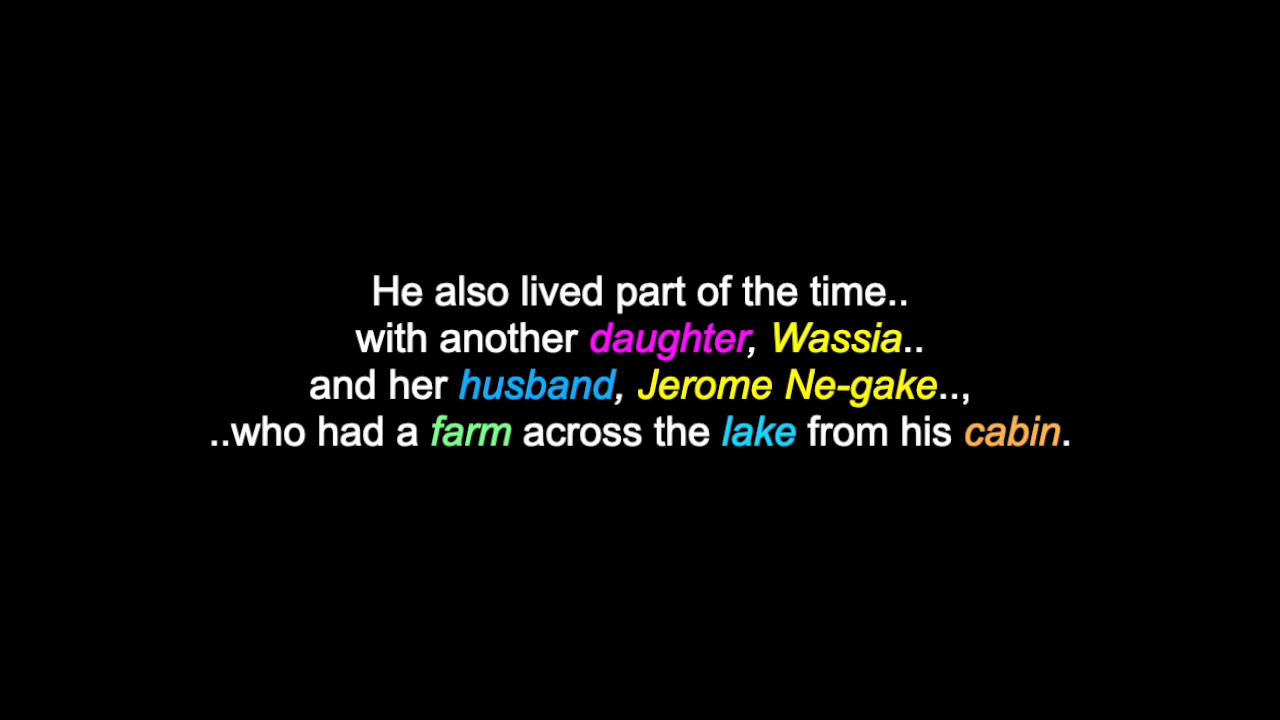 He also lived part of the time..
with another daughter, Wassia..
and her husband, Jerome Ne-gake..,
..who had a farm across the lake from his cabin.